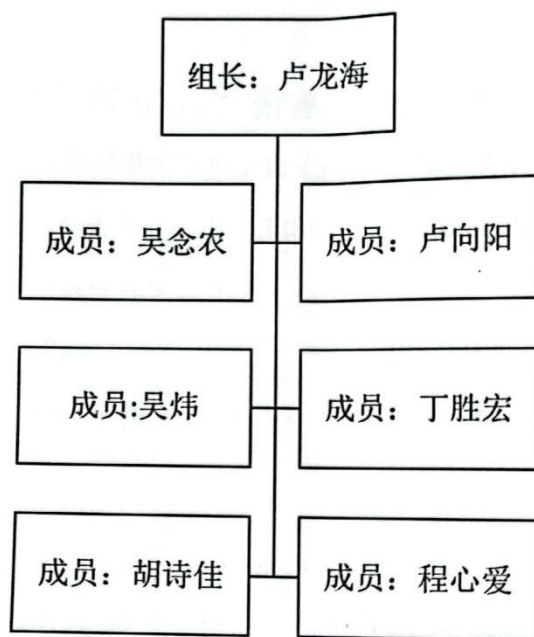 组长：卢龙海
成员：吴念农
成员：卢向阳
成员:吴炜
成员：丁胜宏
成员：胡诗佳
成员：程心爱